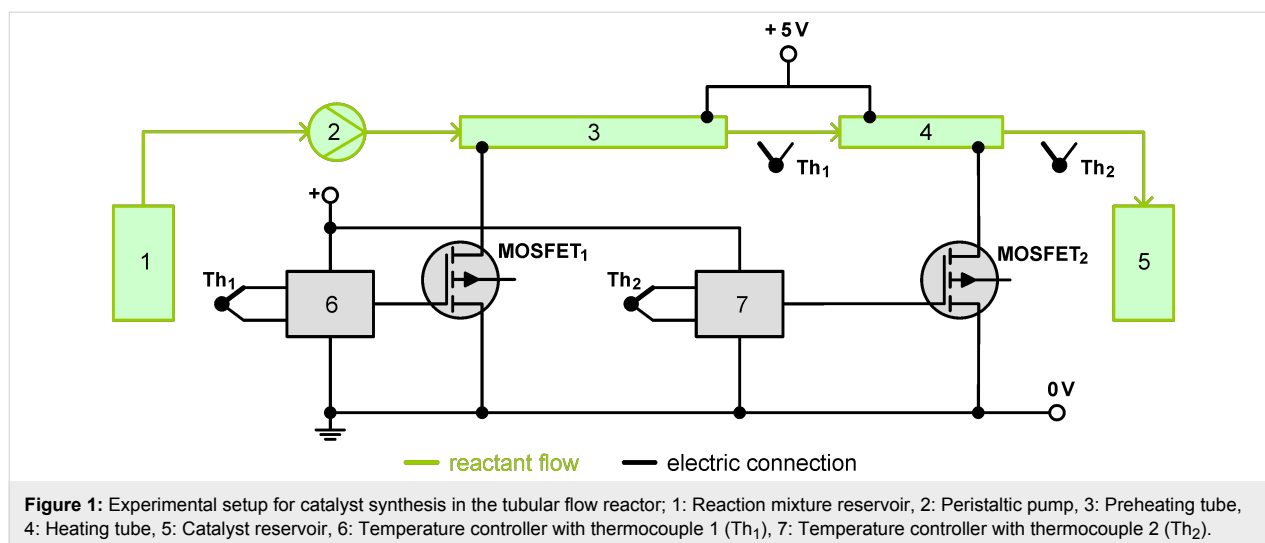 + 5 V
2
3
4
Th1
Th2
+
1
MOSFET1
MOSFET2
5
Th1
6
Th2
7
0 V
reactant flow
electric connection
Figure 1: Experimental setup for catalyst synthesis in the tubular flow reactor; 1: Reaction mixture reservoir, 2: Peristaltic pump, 3: Preheating tube,
4: Heating tube, 5: Catalyst reservoir, 6: Temperature controller with thermocouple 1 (Th1), 7: Temperature controller with thermocouple 2 (Th2).